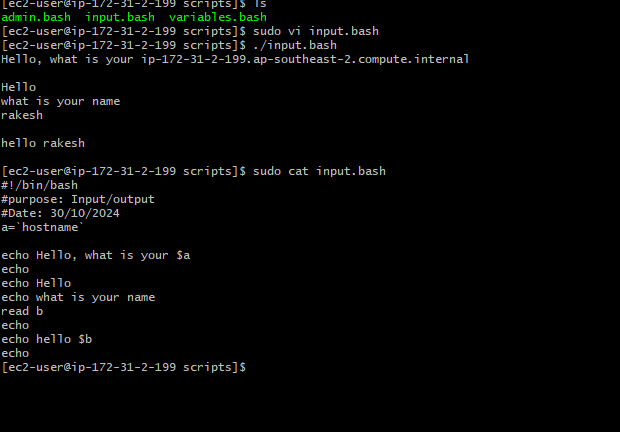 [ec2-user@ip-172-31-2-199 scripts]$ ls
admin.bash  input.bash  variables.bash
[ec2-user@ip-172-31-2-199 scripts]$ sudo vi input.bash
[ec2-user@ip-172-31-2-199 scripts]$ ./input.bash
Hello, what is your ip-172-31-2-199.ap-southeast-2.compute.internal

Hello
what is your name
rakesh

hello rakesh

[ec2-user@ip-172-31-2-199 scripts]$ sudo cat input.bash
#!/bin/bash
#purpose: Input/output
#Date: 30/10/2024
a=`hostname`

echo Hello, what is your $a
echo
echo Hello
echo what is your name
read b
echo
echo hello $b
echo
[ec2-user@ip-172-31-2-199 scripts]$